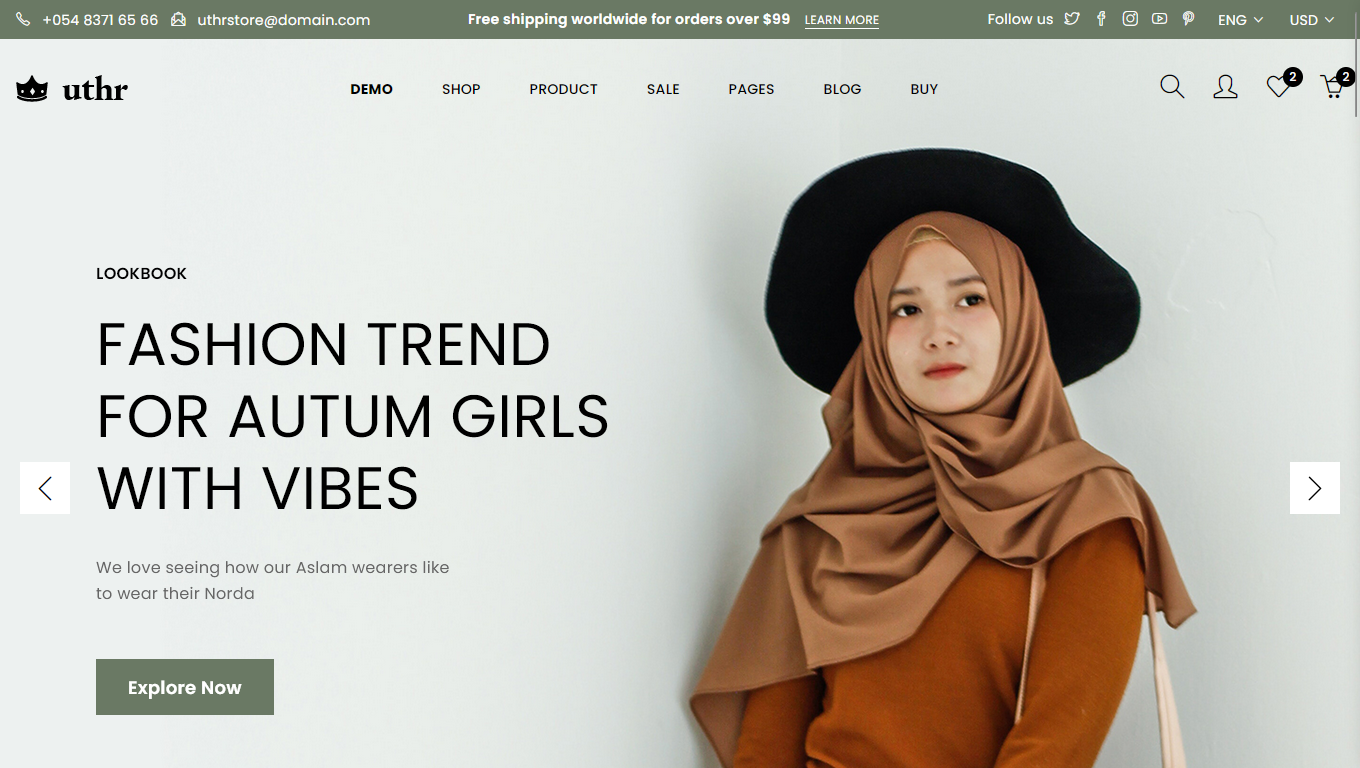 +054 8371 65 66 uthrstore@domain.com Free shipping worldwide for orders over $99 LEARN MORE Follow us ENG USD
uthr DEMO SHOP PRODUCT SALE PAGES BLOG BUY 2 2
LOOKBOOK
FASHION TREND
FOR AUTUM GIRLS
WITH VIBES
We love seeing how our Aslam wearers like
to wear their Norda
Explore Now